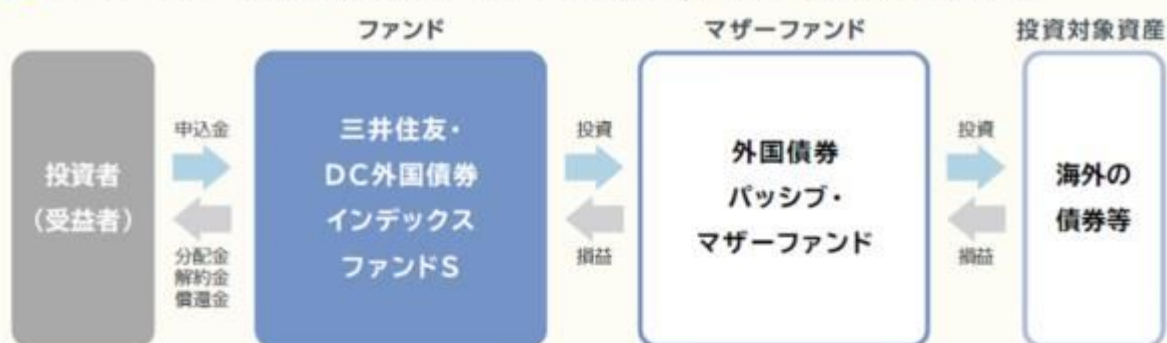 ファンド
マザーファンド
投資対象資産
投資者
(受益者)
申込金
分配金
解約金
償還金
三井住友・
DC外国債券
インデックス
ファンドS
投資
損益
外国債券
パッシブ・
マザーファンド
投資
損益
海外の
債券等